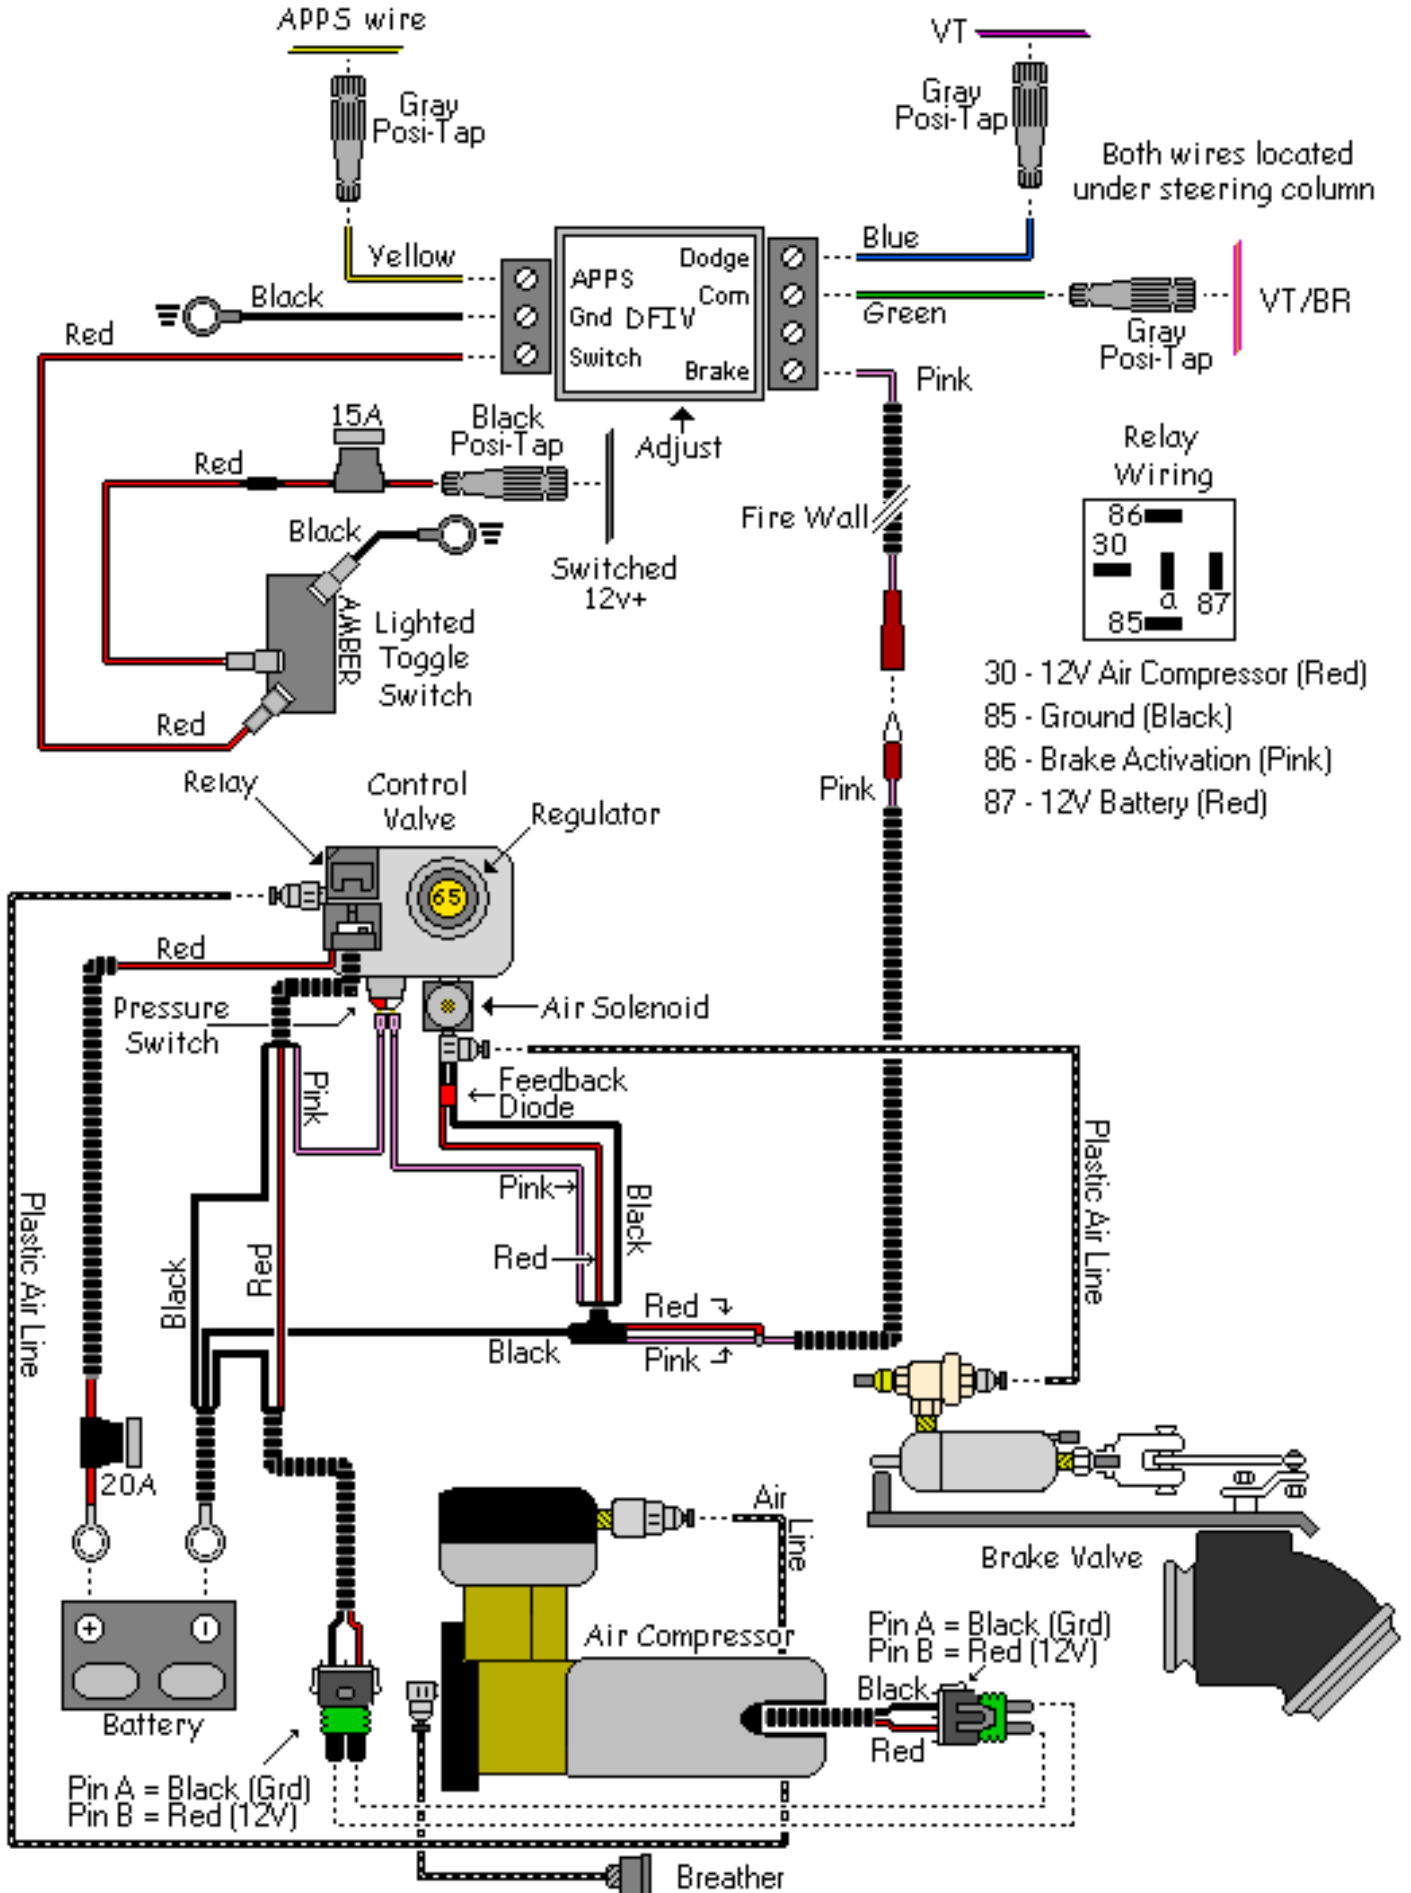 APPS wire
VT
Gray
Posi-Tap
Gray
Posi-Tap
Both wires located
under steering column
Yellow
Blue
Black
Green
VT/BR
Gray
Posi-Tap
Red
APPS
Gnd
Switch
DFIV
Dodge
Com
Brake
Pink
Adjust
15A
Black
Posi-Tap
Red
Switched
12v+
Black
AMBER
Lighted
Toggle
Switch
Red
Fire Wall
Relay
Wiring
86
30
a
87
85
30 - 12V Air Compressor (Red)
85 - Ground (Black)
86 - Brake Activation (Pink)
87 - 12V Battery (Red)
Pink
Relay
Control
Valve
Regulator
65
Red
Pressure
Switch
Air Solenoid
Feedback
Diode
Pink
Pink
Red
Black
Plastic Air Line
Black
Red
Black
Red
Pink
Plastic Air Line
20A
+
-
Battery
Pin A = Black (Grd)
Pin B = Red (12V)
Air
Line
Air Compressor
Brake Valve
Pin A = Black (Grd)
Pin B = Red (12V)
Black
Red
Breather